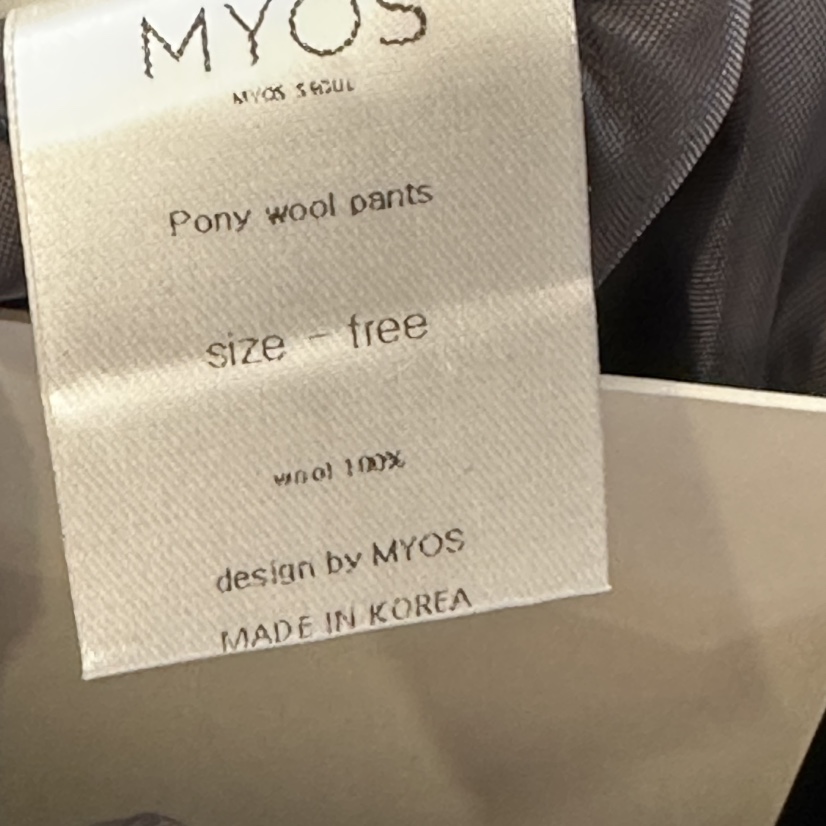 MYOS
MYOS SEOUL
Pony wool pants
size - free
wool 100%
design by MYOS
MADE IN KOREA